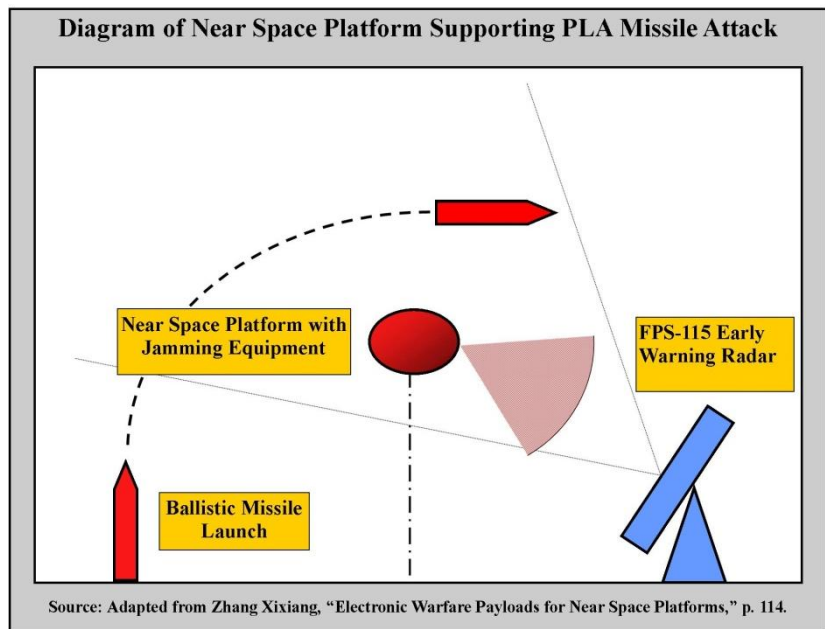 Diagram of Near Space Platform Supporting PLA Missile Attack
Near Space Platform with
Jamming Equipment
FPS-115 Early
Warning Radar
Ballistic Missile
Launch
Source: Adapted from Zhang Xixiang, “Electronic Warfare Payloads for Near Space Platforms,” p. 114.